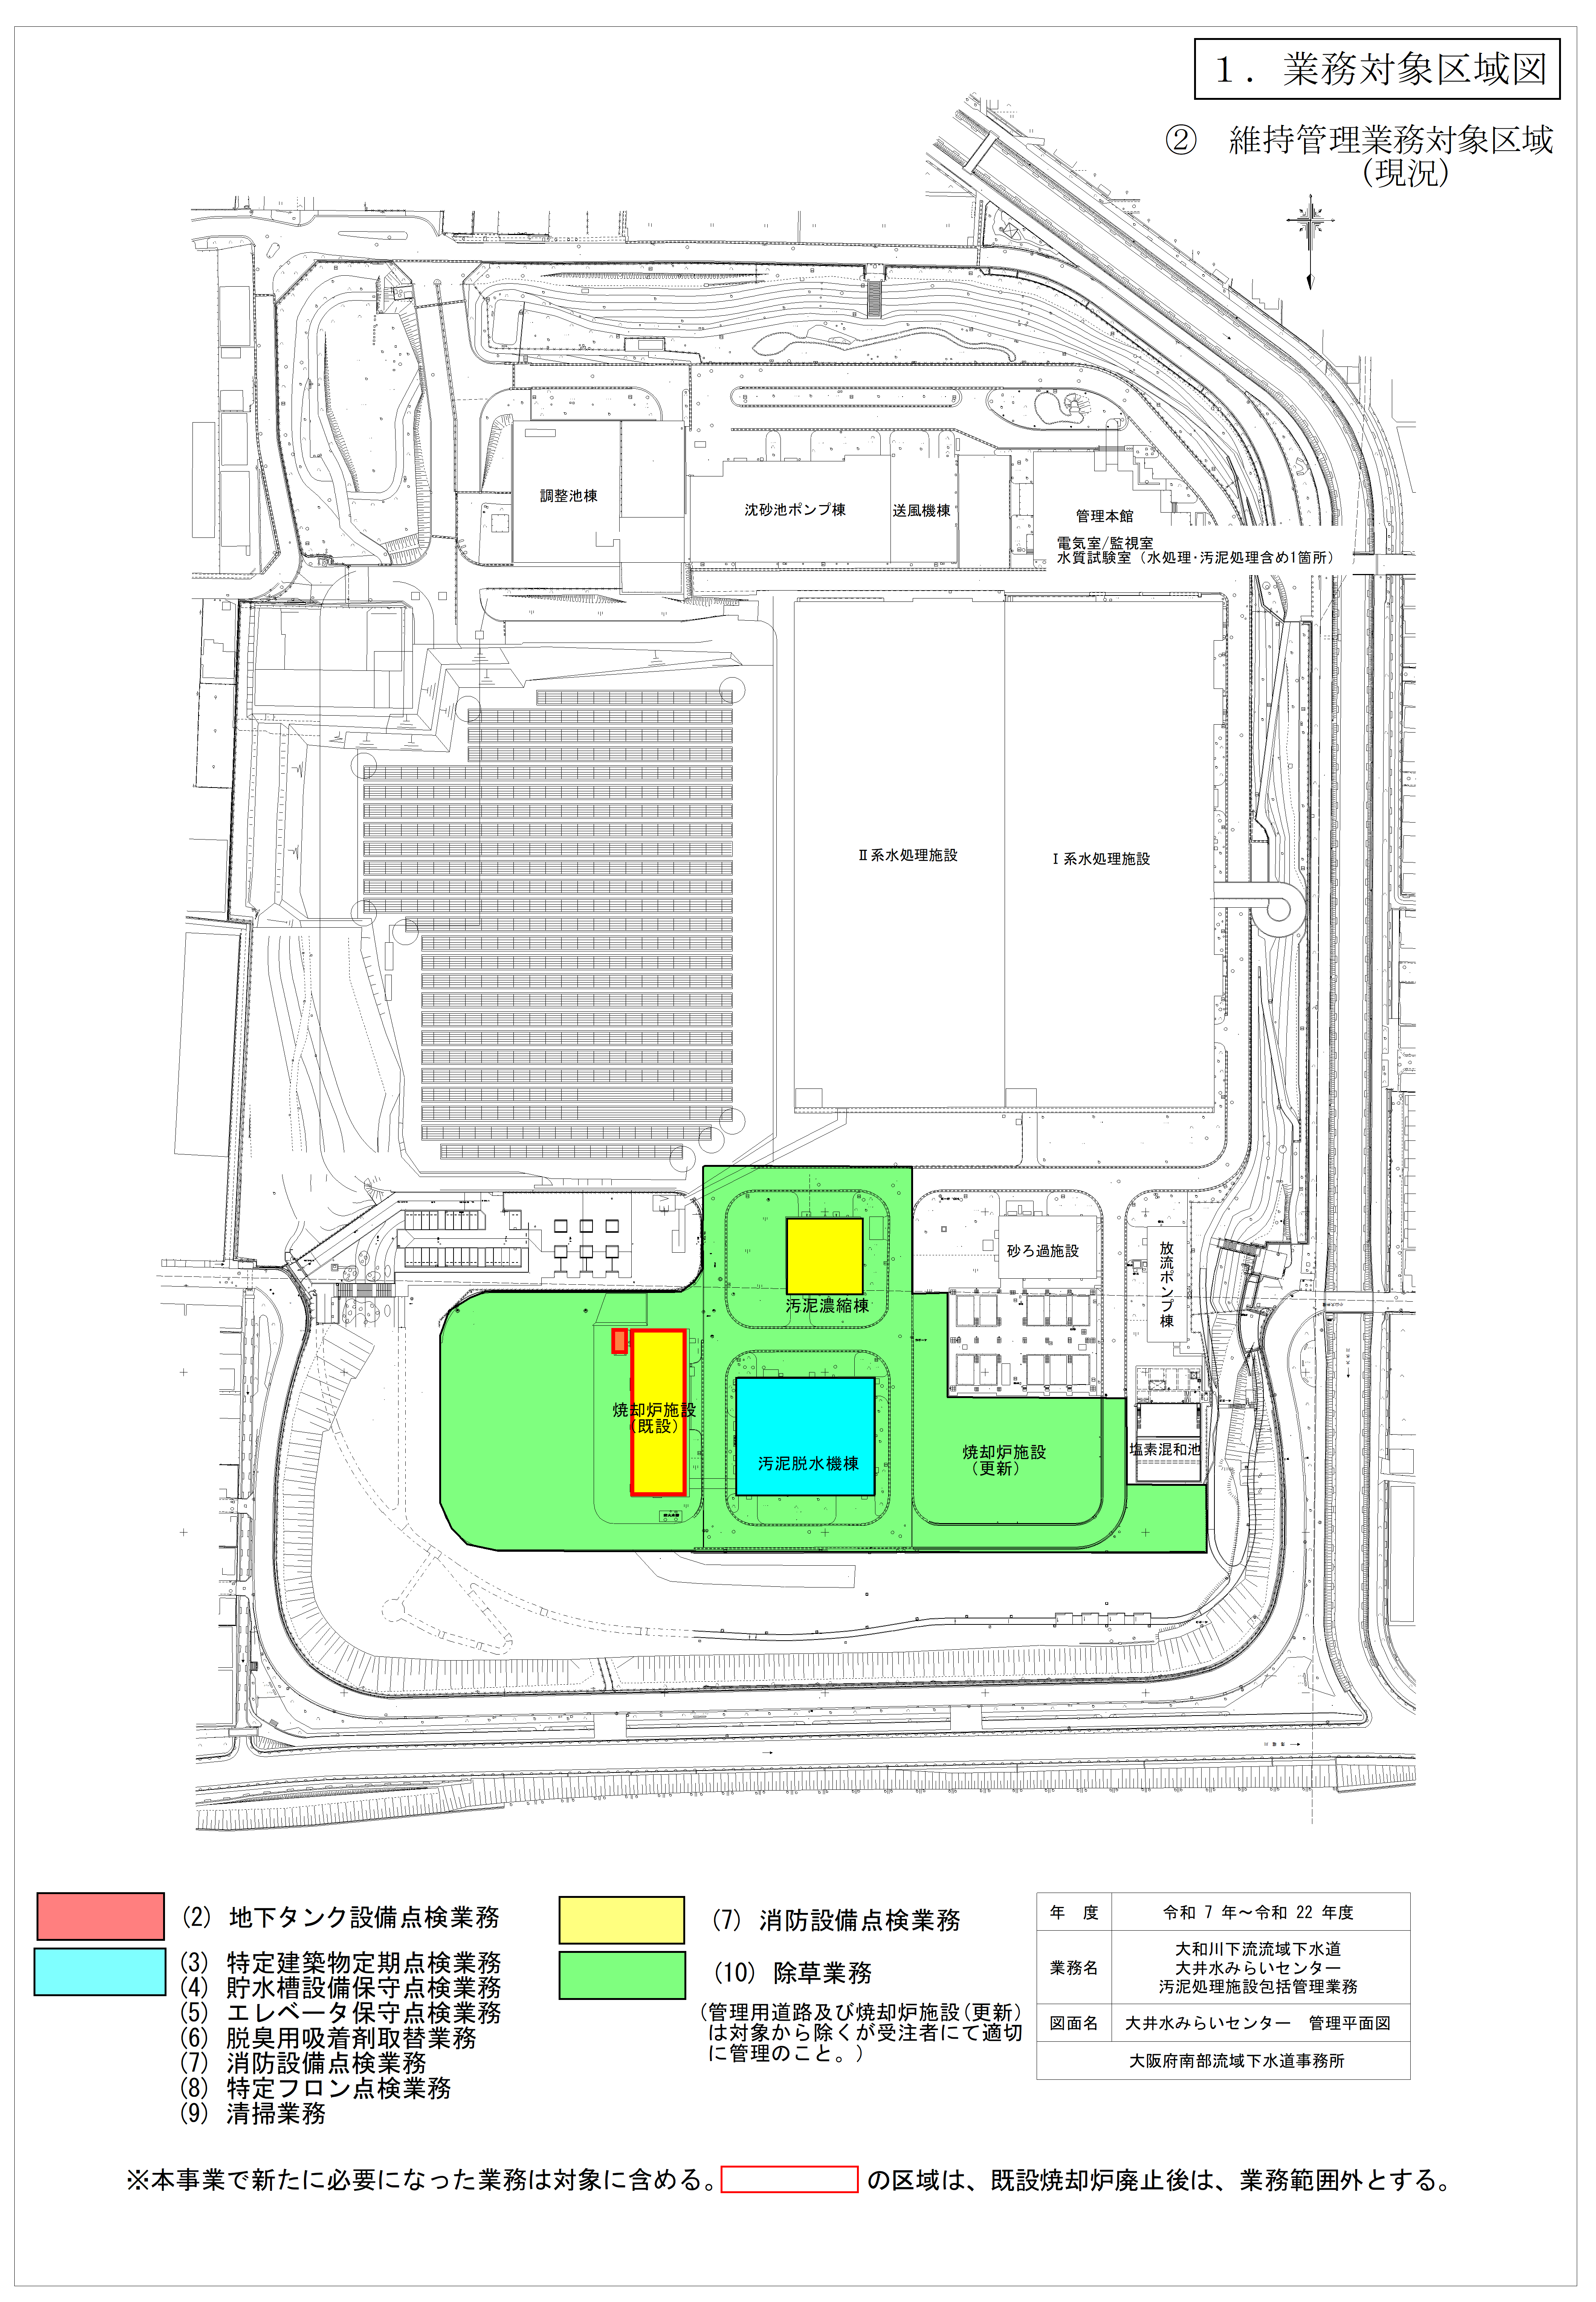 １．業務対象区域図
② 維持管理業務対象区域
(現況)
調整池棟
沈砂池ポンプ棟
送風機棟
管理本館
電気室/監視室
水質試験室（水処理･汚泥処理含め1箇所）
Ⅱ系水処理施設
Ⅰ系水処理施設
砂ろ過施設
放流ポンプ棟
汚泥濃縮棟
焼却炉施設
(既設)
汚泥脱水機棟
焼却炉施設
(更新)
塩素混和池
(2) 地下タンク設備点検業務
(3) 特定建築物定期点検業務
(4) 貯水槽設備保守点検業務
(5) エレベータ保守点検業務
(6) 脱臭用吸着剤取替業務
(7) 消防設備点検業務
(8) 特定フロン点検業務
(9) 清掃業務
(7) 消防設備点検業務
(10) 除草業務
(管理用道路及び焼却炉施設(更新)
は対象から除くが受注者にて適切
に管理のこと。)
年 度 令和 7 年～令和 22 年度
業務名 大和川下流流域下水道
大井水みらいセンター
汚泥処理施設包括管理業務
図面名 大井水みらいセンター 管理平面図
大阪府南部流域下水道事務所
※本事業で新たに必要になった業務は対象に含める。 の区域は、既設焼却炉廃止後は、業務範囲外とする。